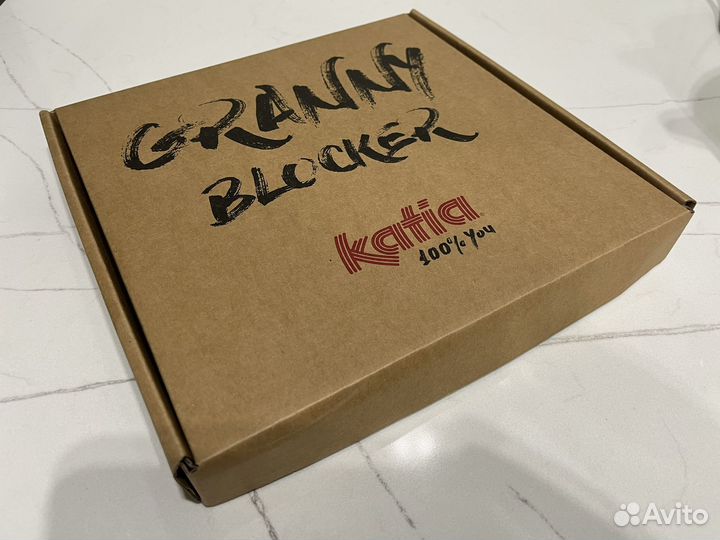 GRANNY
BLOCKER
katia
100% you
Avito